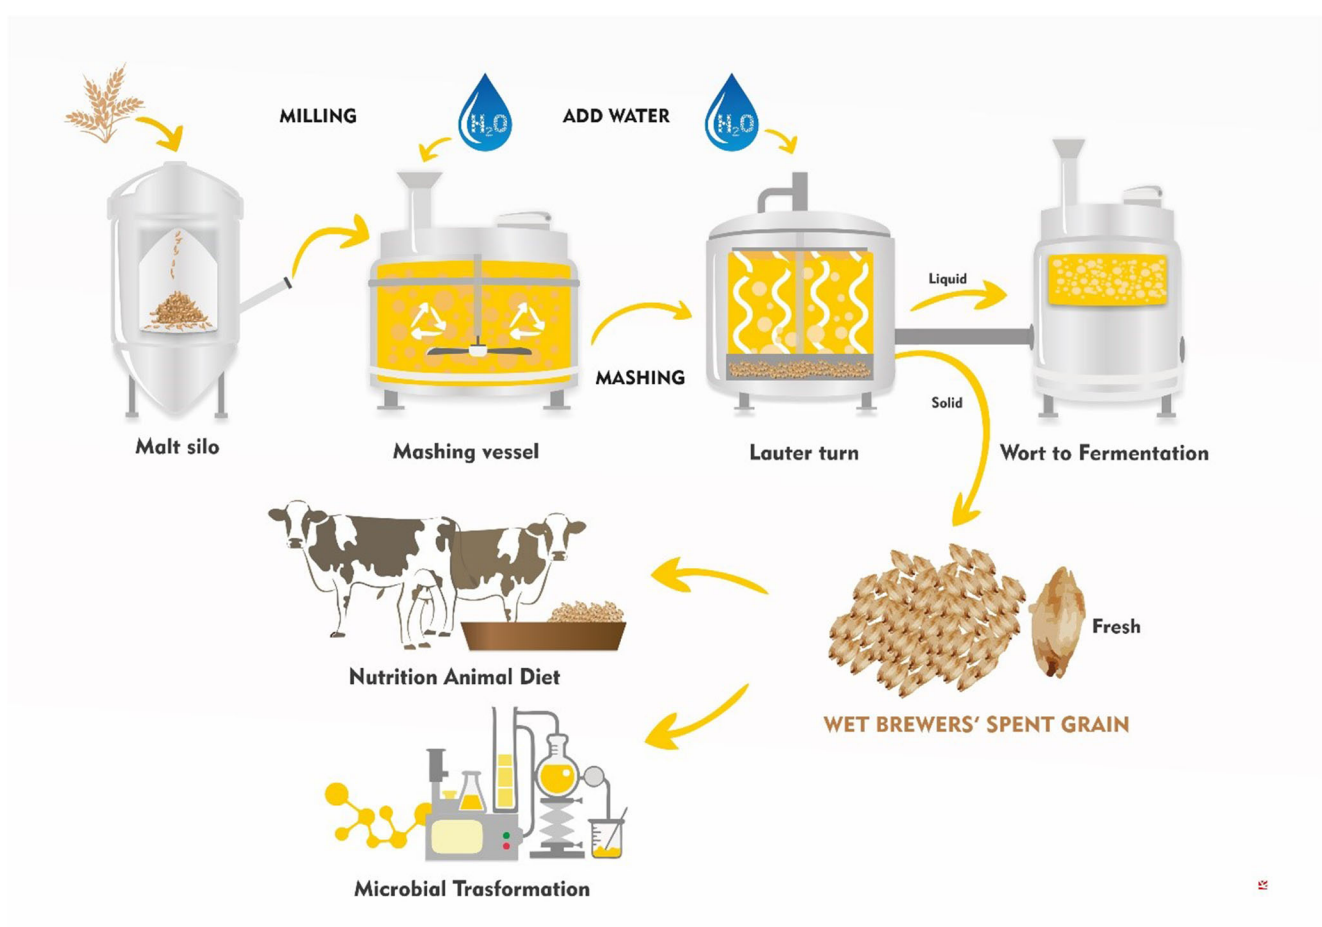 MILLING
H2O
ADD WATER
H2O
Liquid
MASHING
Solid
Malt silo
Mashing vessel
Lauter turn
Wort to Fermentation
Fresh
Nutrition Animal Diet
WET BREWERS' SPENT GRAIN
Microbial Trasformation